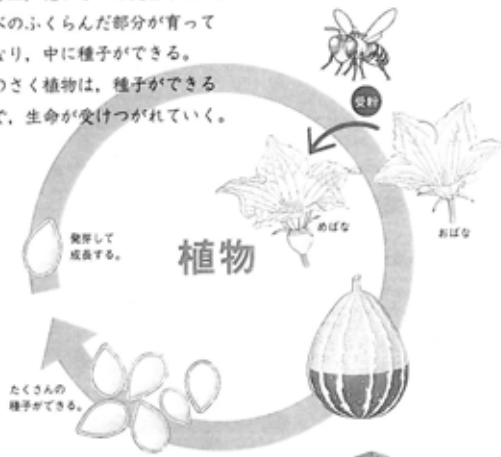 べのふくらんだ部分が育って
なり，中に種子ができる。
のさく植物は，種子ができる
で，生命が受けつがれていく。
受粉
めばな
おばな
発芽して
成長する。
植物
たくさんの
種子ができる。